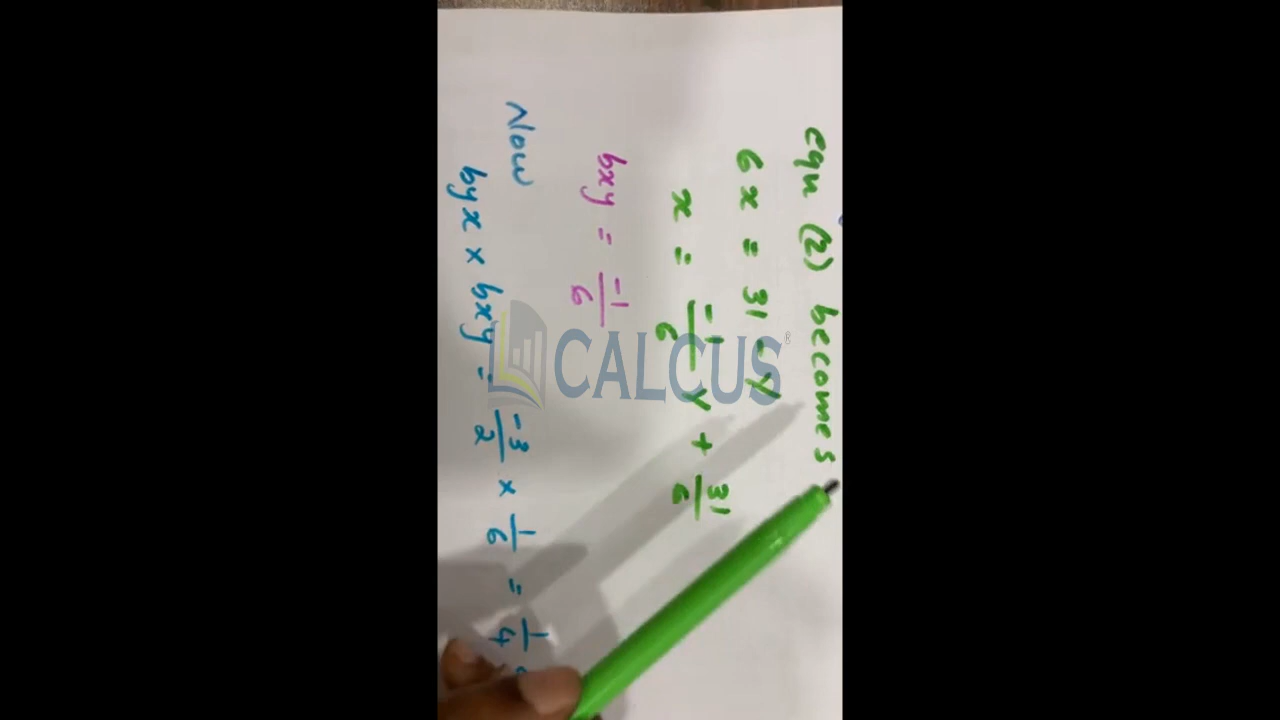 eqn (2) becomes
6x = 31 - y
x = -1/6 y + 31/6
bxy = -1/6
Now
byx × bxy = -3/2 × 1/6 = 1/4
CALCUS®